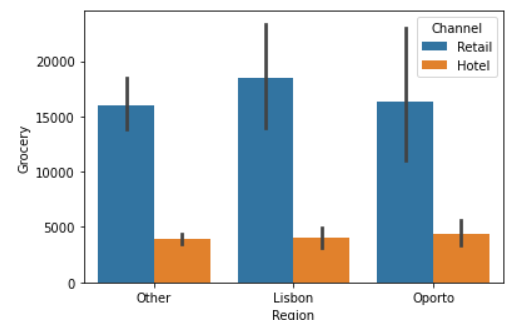 Channel
Retail
Hotel
Grocery
20000
15000
10000
5000
0
Other Lisbon Oporto
Region